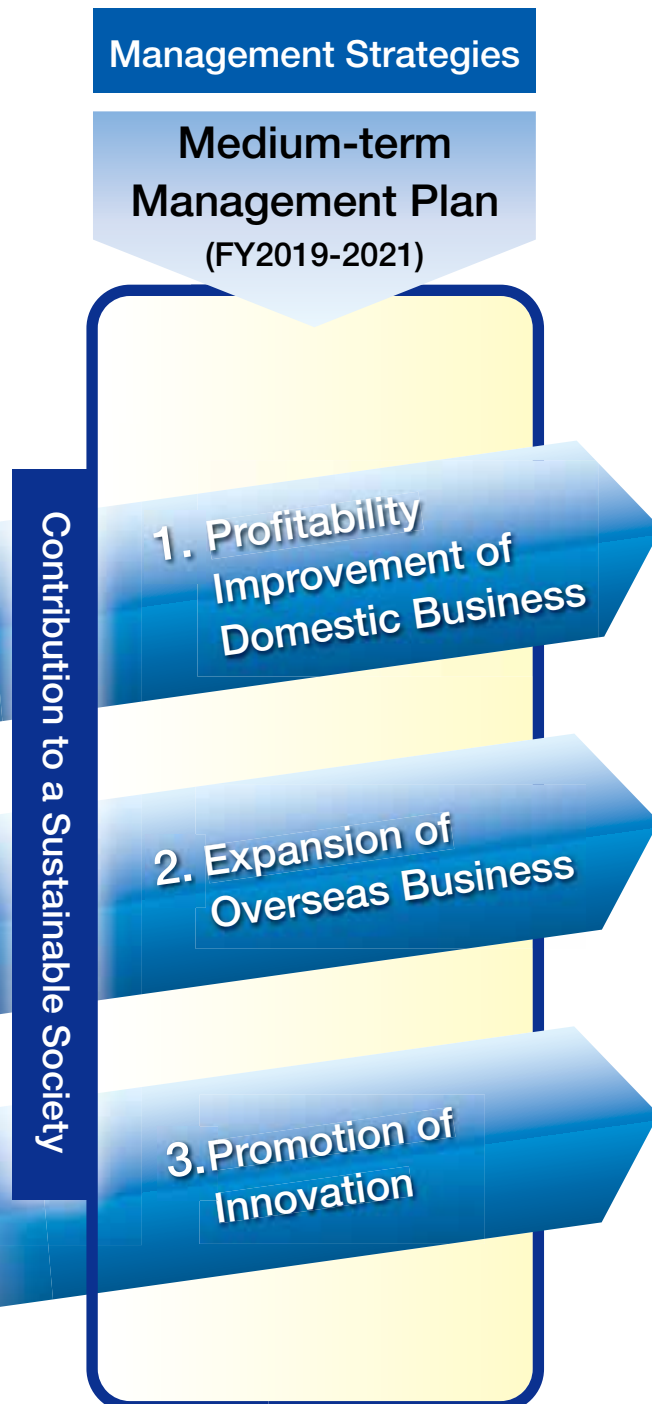 Management Strategies
Medium-term
Management Plan
(FY2019-2021)
Contribution to a Sustainable Society
1. Profitability
Improvement of
Domestic Business
2. Expansion of
Overseas Business
3.Promotion of
Innovation